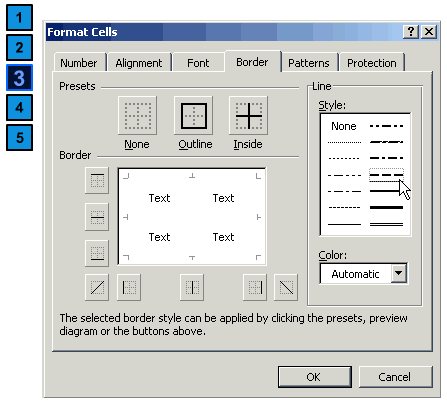 1
2
3
4
5
Format Cells
Number Alignment Font Border Patterns Protection
Presets
None Outline Inside
Border
Text Text
Text Text
Line
Style:
None
Color:
Automatic
The selected border style can be applied by clicking the presets, preview
diagram or the buttons above.
OK Cancel